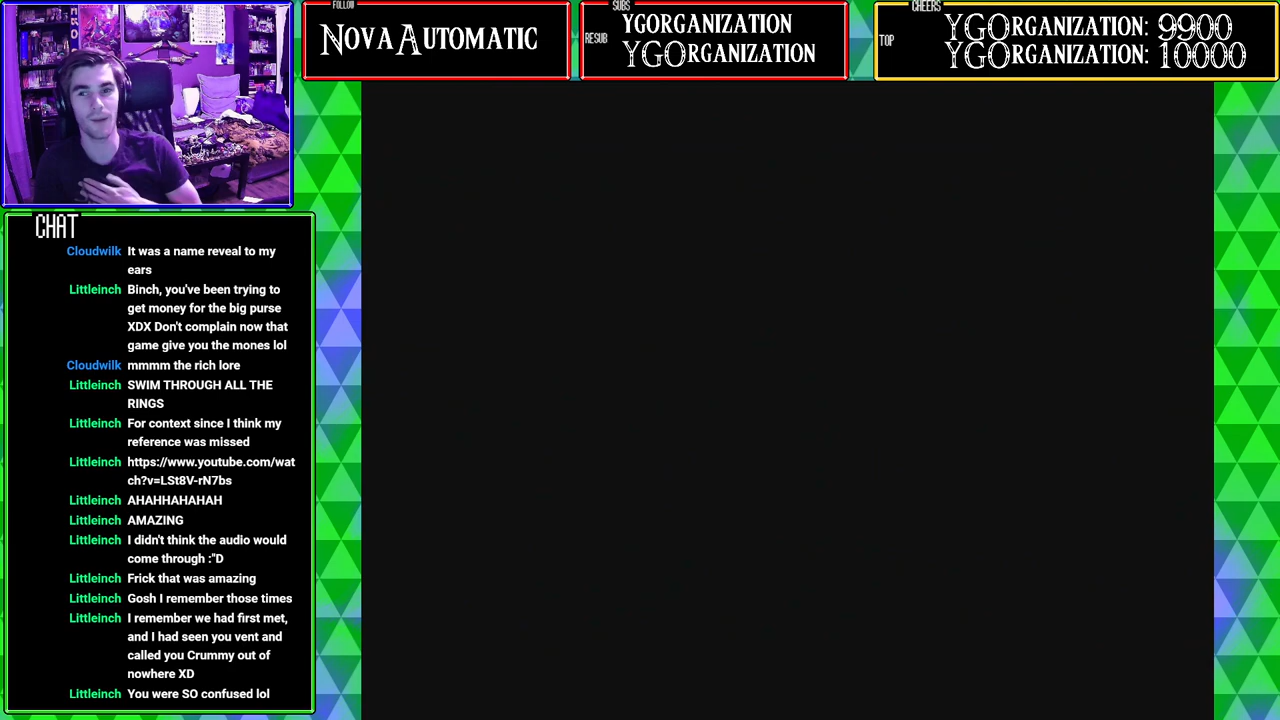 FOLLOW
NovaAutomatic
SUBS
YGORGANIZATION
RESUB
YGOrganization
CHEERS
YGOrganization: 9900
TOP
YGOrganization: 10000
CHAT
Cloudwilk It was a name reveal to my
ears
Littleinch Binch, you've been trying to
get money for the big purse
XDX Don't complain now that
game give you the mones lol
Cloudwilk mmmm the rich lore
Littleinch SWIM THROUGH ALL THE
RINGS
Littleinch For context since I think my
reference was missed
Littleinch https://www.youtube.com/wat
ch?v=LSt8V-rN7bs
Littleinch AHAHHAHAHAH
Littleinch AMAZING
Littleinch I didn't think the audio would
come through :"D
Littleinch Frick that was amazing
Littleinch Gosh I remember those times
Littleinch I remember we had first met,
and I had seen you vent and
called you Crummy out of
nowhere XD
Littleinch You were SO confused lol